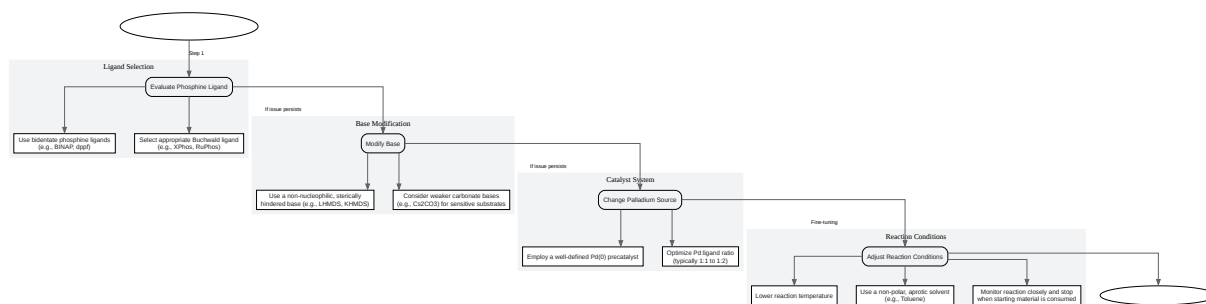 Step 1
Ligand Selection
Evaluate Phosphine Ligand
Use bidentate phosphine ligands
(e.g., BINAP, dppf)
Select appropriate Buchwald ligand
(e.g., XPhos, RuPhos)
If issue persists
Base Modification
Modify Base
Use a non-nucleophilic, sterically
hindered base (e.g., LHMDS, KHMDS)
Consider weaker carbonate bases
(e.g., Cs2CO3) for sensitive substrates
If issue persists
Catalyst System
Change Palladium Source
Employ a well-defined Pd(0) precatalyst
Optimize Pd ligand ratio
(typically 1:1 to 1:2)
Fine-tuning
Reaction Conditions
Adjust Reaction Conditions
Lower reaction temperature
Use a non-polar, aprotic solvent
(e.g., Toluene)
Monitor reaction closely and stop
when starting material is consumed